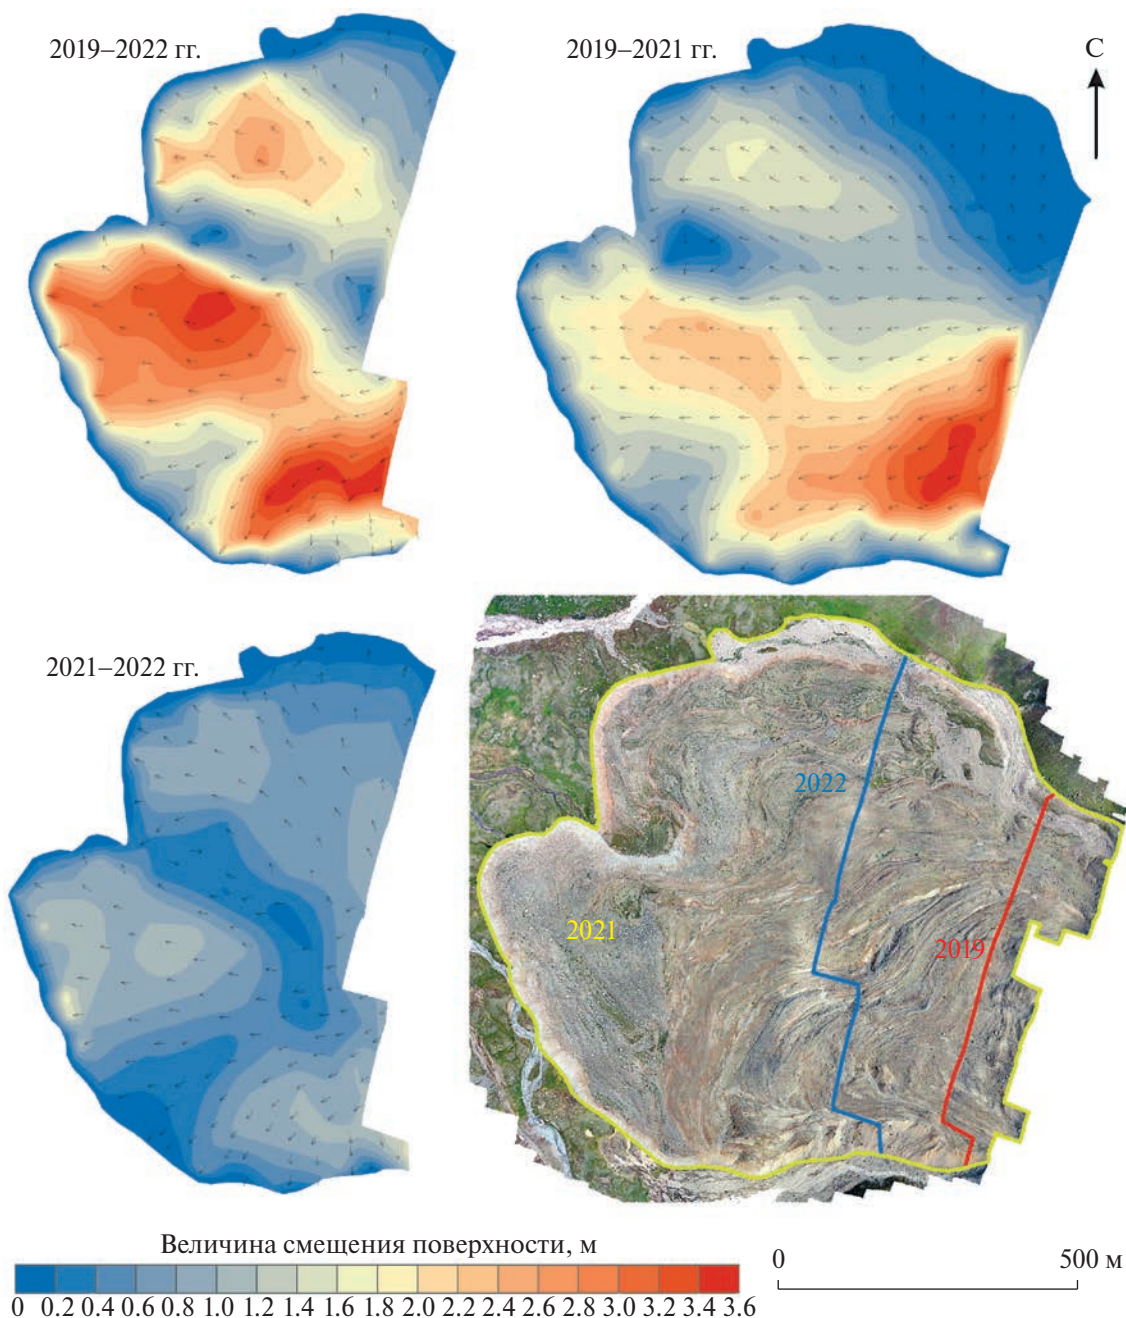 2019–2022 гг.
2019–2021 гг.
С
2021–2022 гг.
2022
2021
2019
Величина смещения поверхности, м
0 0.2 0.4 0.6 0.8 1.0 1.2 1.4 1.6 1.8 2.0 2.2 2.4 2.6 2.8 3.0 3.2 3.4 3.6
0 500 м